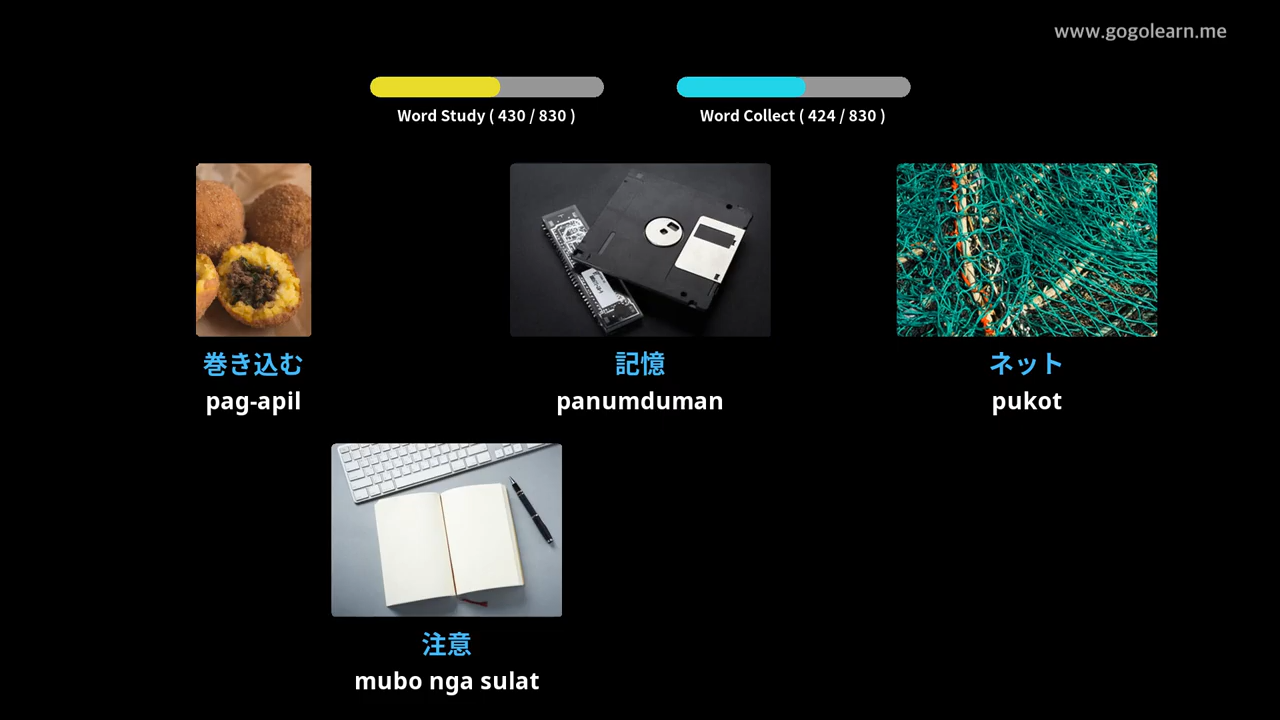 www.gogolearn.me
Word Study ( 430 / 830 )
Word Collect ( 424 / 830 )
巻き込む
pag-apil
記憶
panumduman
ネット
pukot
注意
mubo nga sulat